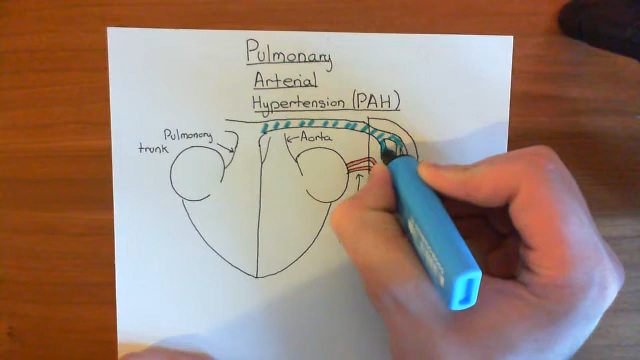 Pulmonary
Arterial
Hypertension (PAH)
Pulmonary
trunk
Aorta